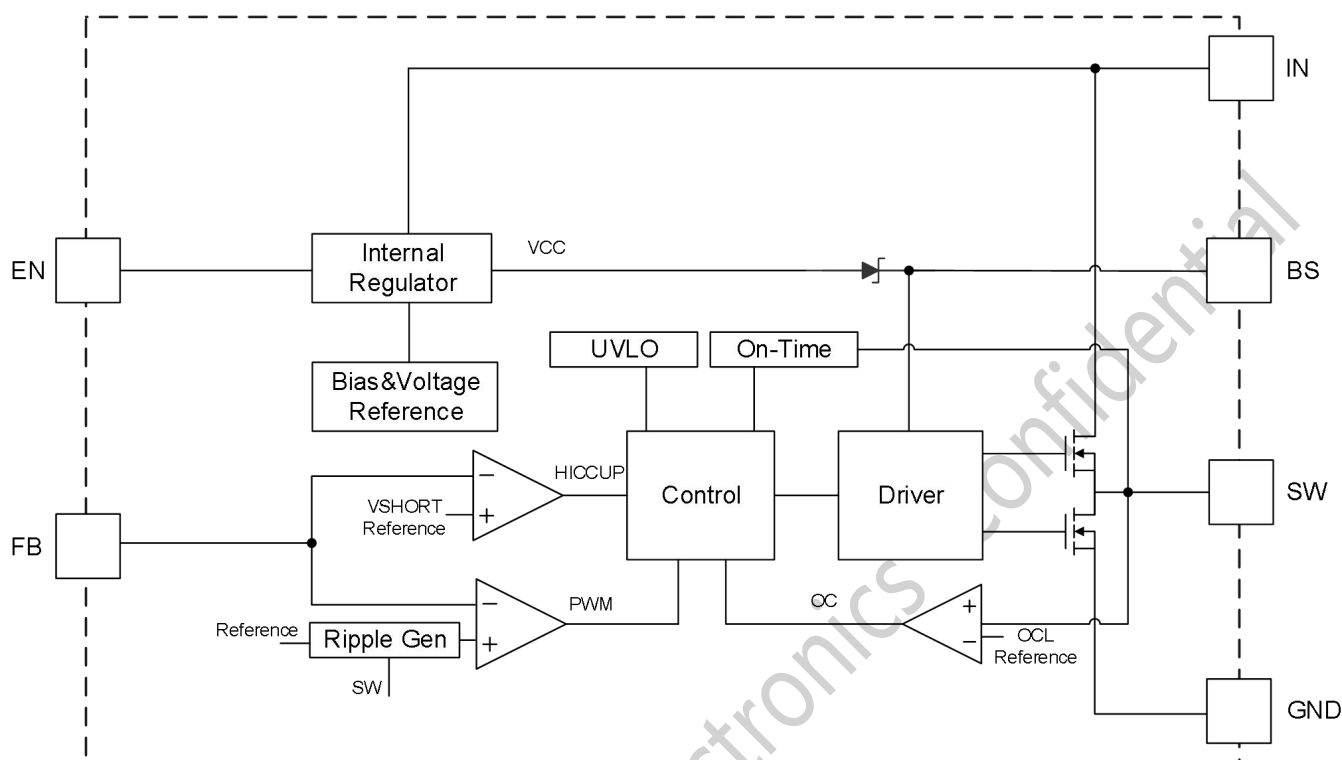 IN
EN
Internal
Regulator
VCC
BS
UVLO
On-Time
Bias&Voltage
Reference
HICCUP
Control
Driver
SW
VSHORT
Reference
FB
PWM
OC
Reference
Ripple Gen
OCL
Reference
SW
GND
−
+
−
+
+
−
confidential